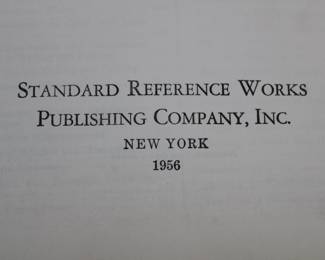 STANDARD REFERENCE WORKS
PUBLISHING COMPANY, INC.
NEW YORK
1956